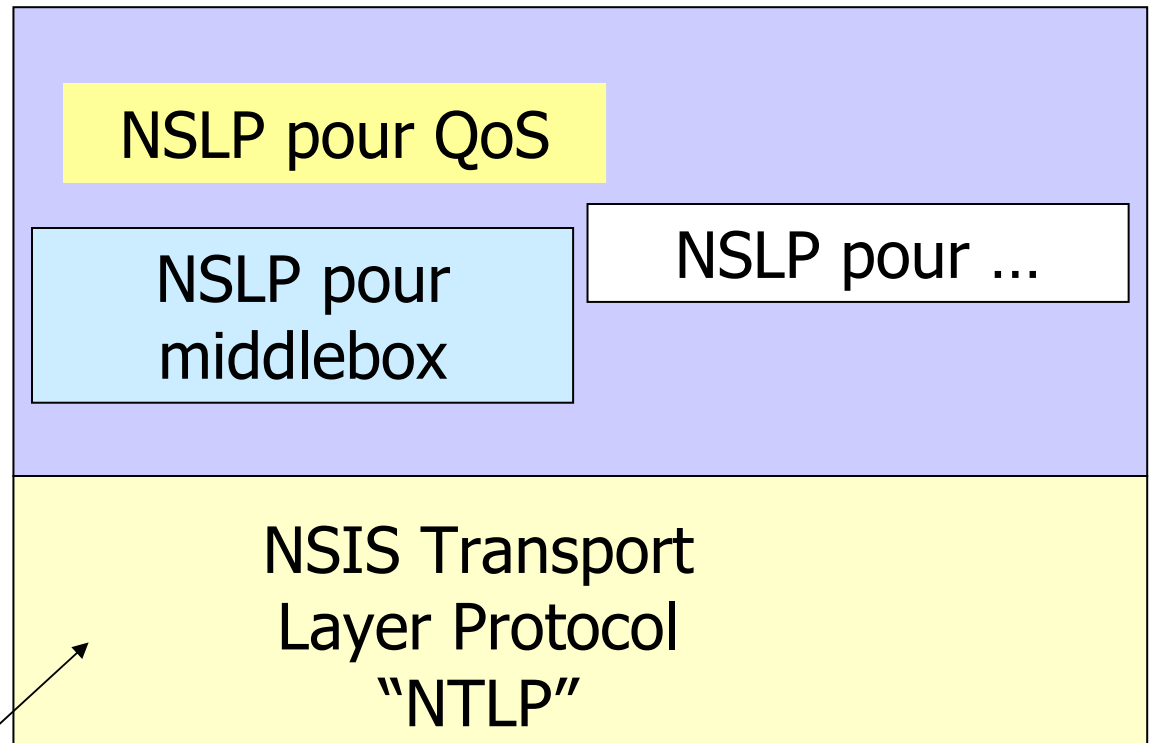 NSLP pour QoS
NSLP pour ...
NSLP pour
middlebox
NSIS Transport
Layer Protocol
“NTLP”